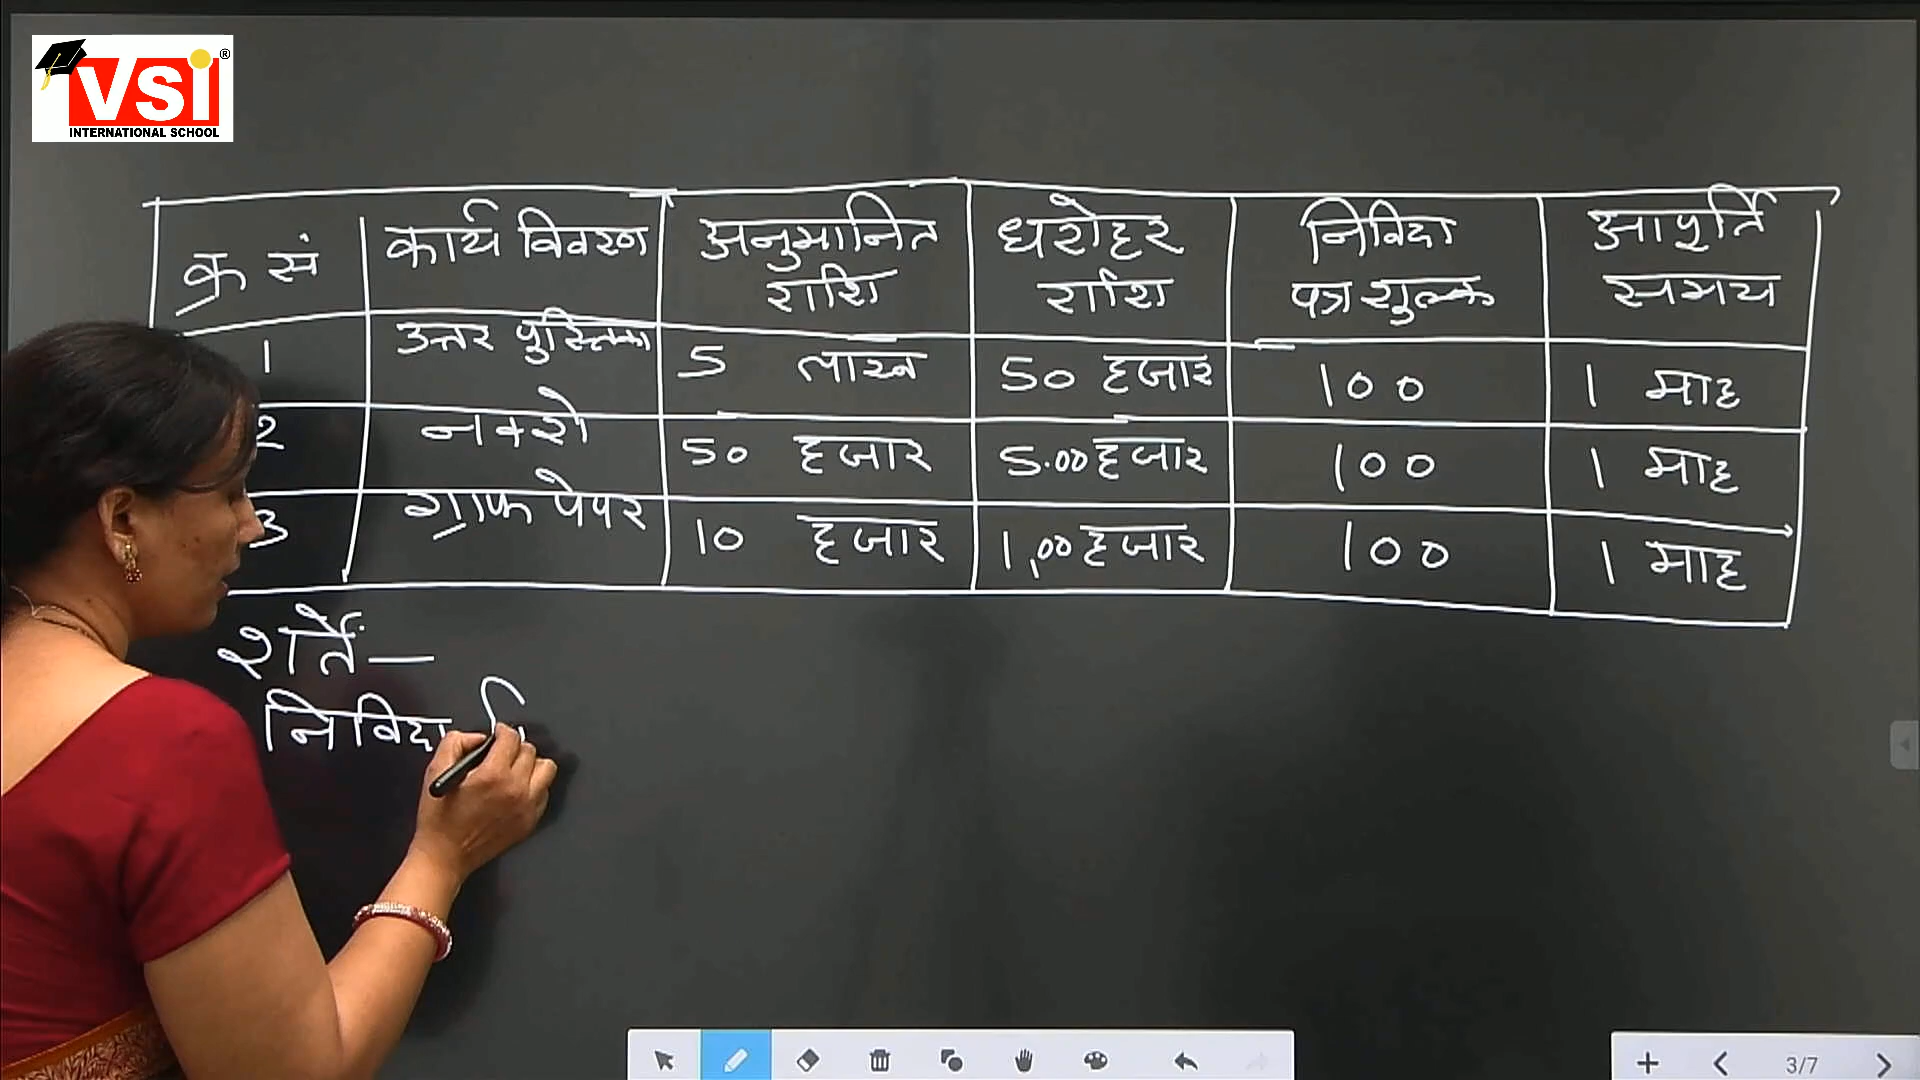 VSI®
INTERNATIONAL SCHOOL
क्र सं कार्य विवरण अनुमानित राशि धरोहर राशि निविदा पत्र शुल्क आपूर्ति समय
1 उत्तर पुस्तिका 5 लाख 50 हजार 100 1 माह
2 नक्शे 50 हजार 5.00 हजार 100 1 माह
3 ग्राफ पेपर 10 हजार 1,00 हजार 100 1 माह
शर्तें—
निविदा
3/7